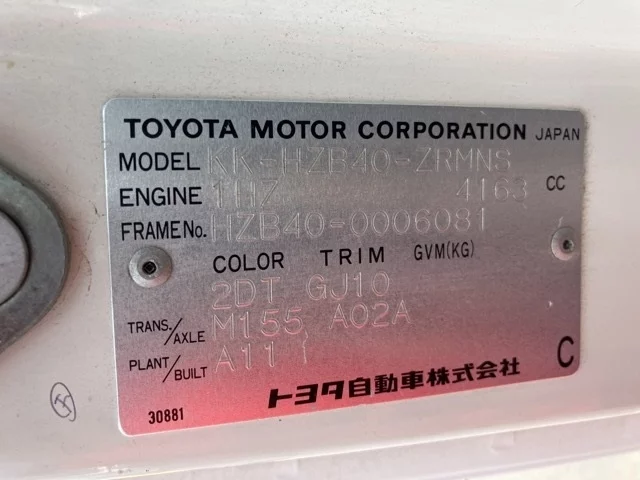 TOYOTA MOTOR CORPORATION JAPAN
MODEL KK-HZB40-ZRMNS
ENGINE 1HZ 4163 CC
FRAME No. HZB40-0006081
COLOR TRIM GVM(KG)
2DT GJ10
TRANS./AXLE M155 A02A
PLANT/BUILT A11
トヨタ自動車株式会社 C
30881